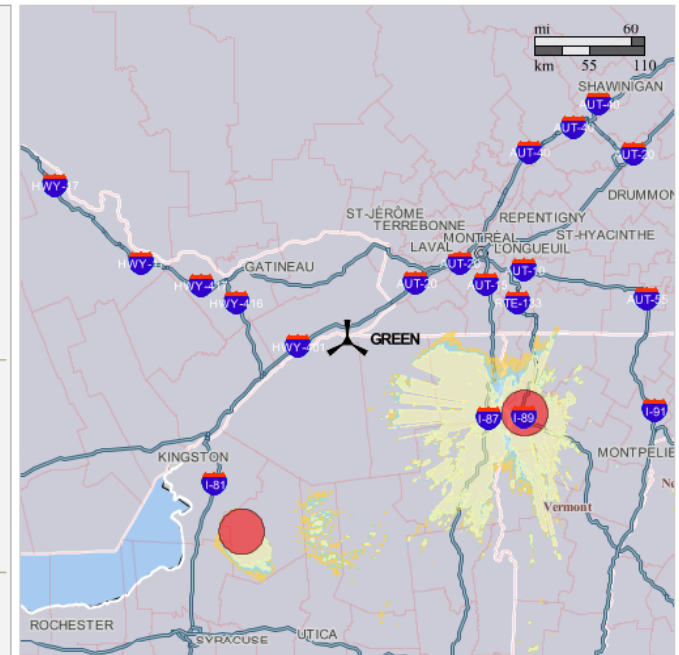 mi 60
km 55 110
SHAWINIGAN
AUT-40
AUT-40
AUT-40
AUT-20
HWY-17
DRUMMON
ST-JÉRÔME
REPENTIGNY
TERREBONNE
ST-HYACINTHE
MONTRÉAL
LAVAL
LONGUEUIL
GATINEAU
AUT-10
HWY-417
AUT-20
AUT-15
HWY-416
RTE-133
AUT-55
GREEN
HWY-401
I-87
I-89
I-91
KINGSTON
MONTPELIE
I-81
Ne
Vermont
ROCHESTER
SYRACUSE
UTICA